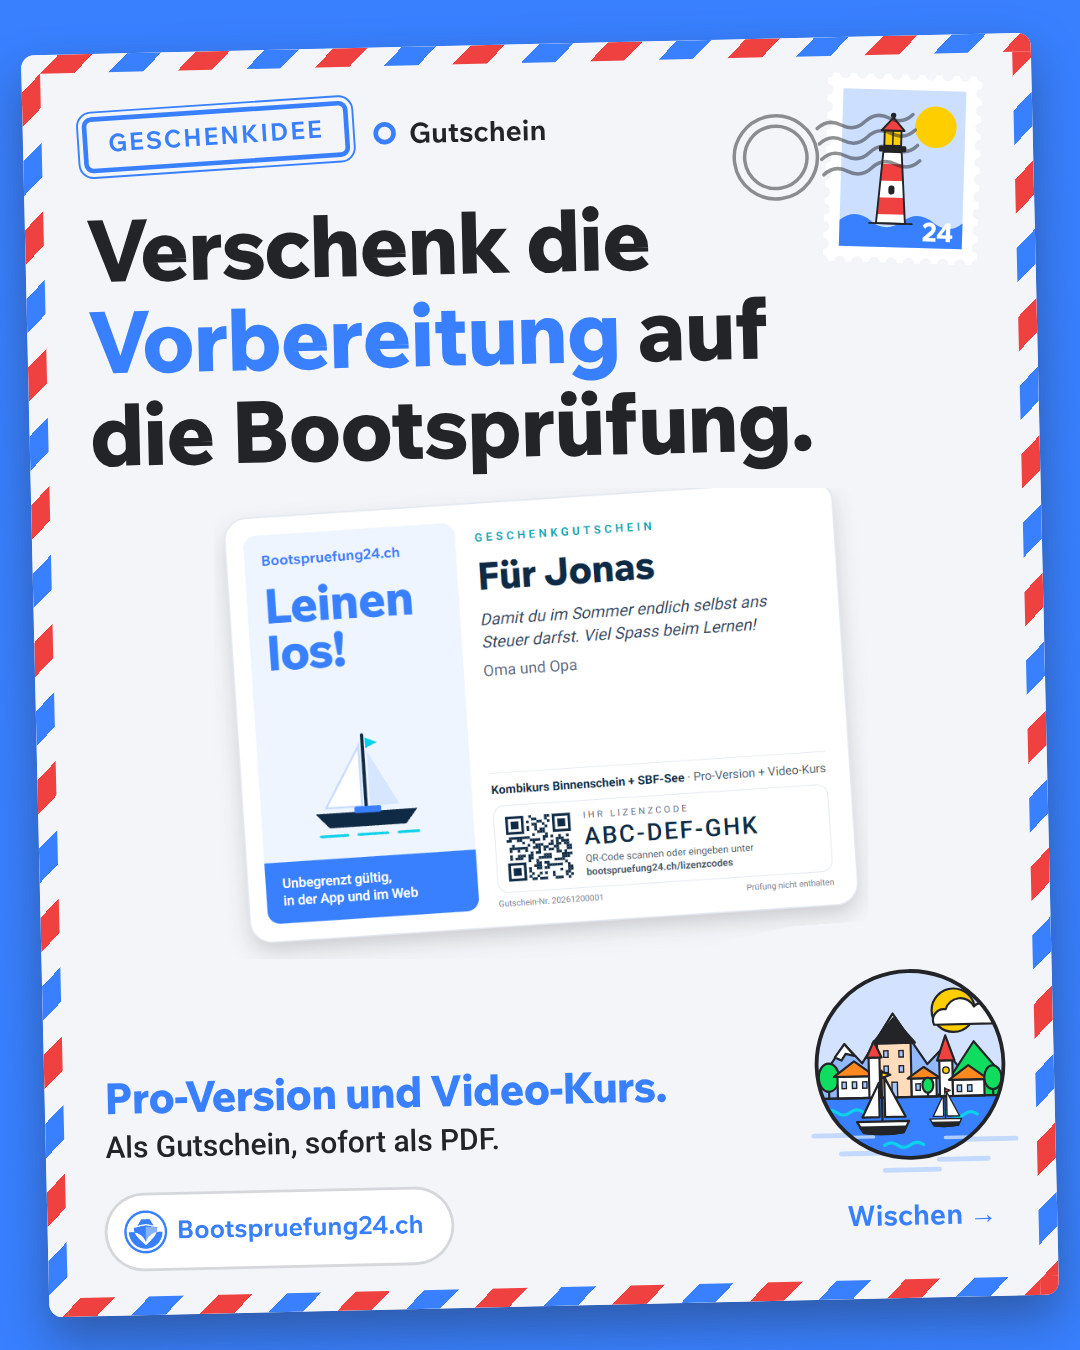 GESCHENKIDEE
Gutschein
24
Verschenk die
Vorbereitung auf
die Bootsprüfung.
Bootspruefung24.ch
Leinen
los!
Unbegrenzt gültig,
in der App und im Web
GESCHENKGUTSCHEIN
Für Jonas
Damit du im Sommer endlich selbst ans
Steuer darfst. Viel Spass beim Lernen!
Oma und Opa
Kombikurs Binnenschein + SBF-See · Pro-Version + Video-Kurs
IHR LIZENZCODE
ABC-DEF-GHK
QR-Code scannen oder eingeben unter
bootspruefung24.ch/lizenzcodes
Gutschein-Nr. 20261200001
Prüfung nicht enthalten
Pro-Version und Video-Kurs.
Als Gutschein, sofort als PDF.
Bootspruefung24.ch
Wischen →